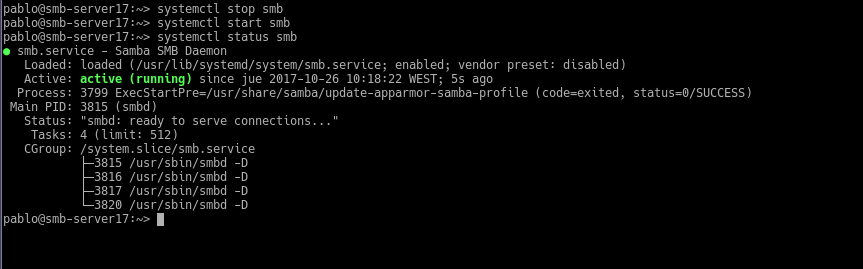 pablo@smb-server17:~> systemctl stop smb
pablo@smb-server17:~> systemctl start smb
pablo@smb-server17:~> systemctl status smb
● smb.service - Samba SMB Daemon
   Loaded: loaded (/usr/lib/systemd/system/smb.service; enabled; vendor preset: disabled)
   Active: active (running) since jue 2017-10-26 10:18:22 WEST; 5s ago
  Process: 3799 ExecStartPre=/usr/share/samba/update-apparmor-samba-profile (code=exited, status=0/SUCCESS)
 Main PID: 3815 (smbd)
   Status: "smbd: ready to serve connections..."
    Tasks: 4 (limit: 512)
   CGroup: /system.slice/smb.service
           ├─3815 /usr/sbin/smbd -D
           ├─3816 /usr/sbin/smbd -D
           ├─3817 /usr/sbin/smbd -D
           └─3820 /usr/sbin/smbd -D
pablo@smb-server17:~>